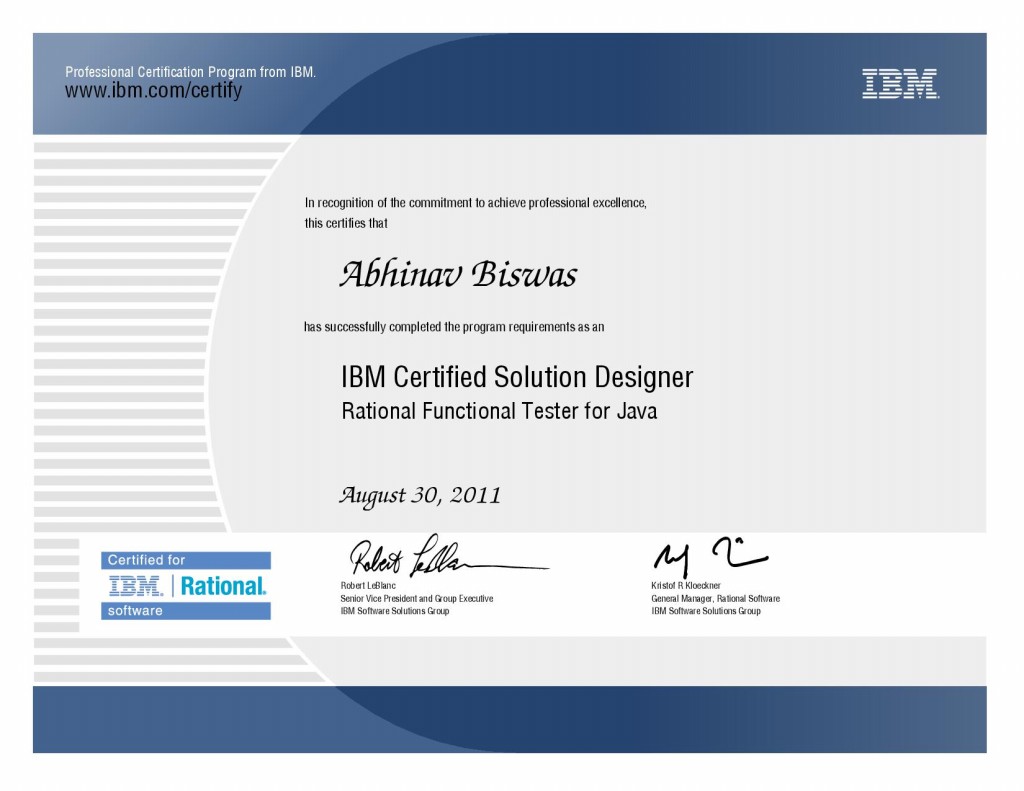 Professional Certification Program from IBM.
www.ibm.com/certify
IBM.
In recognition of the commitment to achieve professional excellence,
this certifies that
Abhinav Biswas
has successfully completed the program requirements as an
IBM Certified Solution Designer
Rational Functional Tester for Java
August 30, 2011
Certified for
IBM. | Rational.
software
Robert LeBlanc
Robert LeBlanc
Senior Vice President and Group Executive
IBM Software Solutions Group
Kristof R Kloeckner
General Manager, Rational Software
IBM Software Solutions Group